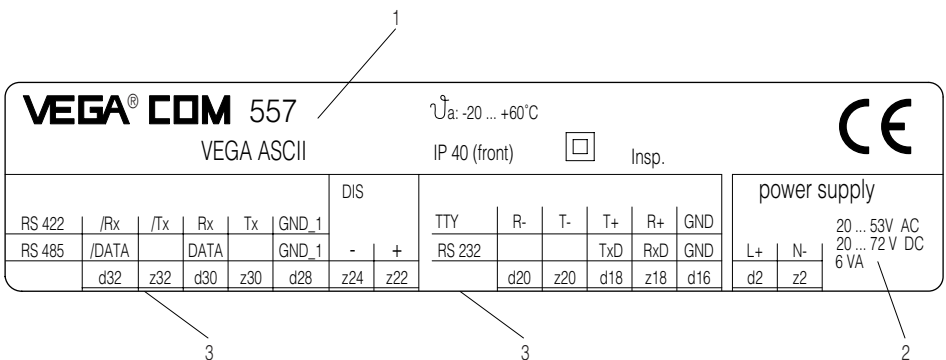 1
VEGA® COM 557
ϑa: -20 ... +60°C
CE
VEGA ASCII
IP 40 (front)
Insp.
DIS
power supply
RS 422 /Rx /Tx Rx Tx GND_1
TTY R- T- T+ R+ GND
20 ... 53V AC
RS 485 /DATA DATA GND_1 - +
RS 232 TxD RxD GND
L+ N-
20 ... 72 V DC
6 VA
d32 z32 d30 z30 d28 z24 z22
d20 z20 d18 z18 d16
d2 z2
3
3
2